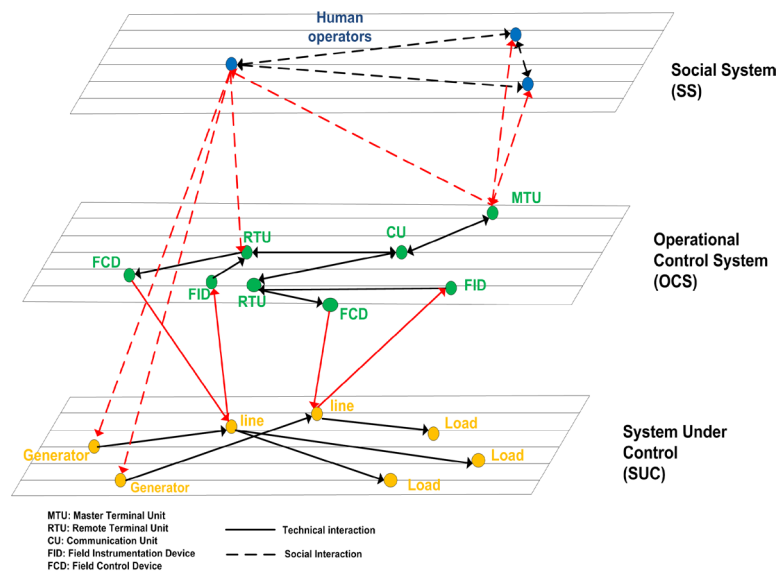 Human
operators
Social System
(SS)
MTU
RTU
CU
FCD
FID
RTU
FID
FCD
Operational
Control System
(OCS)
line
line
Load
Generator
Load
Generator
Load
System Under
Control
(SUC)
MTU: Master Terminal Unit
RTU: Remote Terminal Unit
CU: Communication Unit
FID: Field Instrumentation Device
FCD: Field Control Device
Technical interaction
Social Interaction